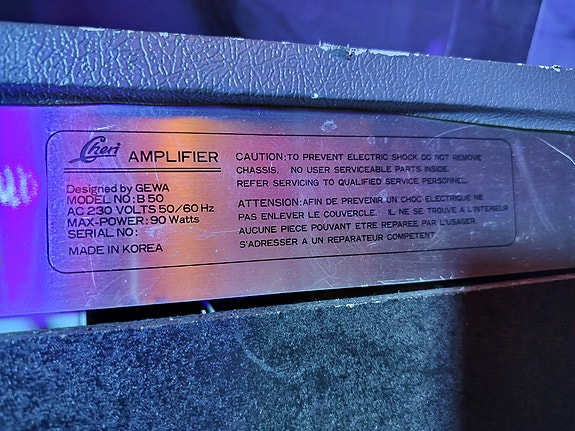 Cheri AMPLIFIER
Designed by GEWA
MODEL NO: B 50
AC 230 VOLTS 50/60 Hz
MAX-POWER: 90 Watts
SERIAL NO:
MADE IN KOREA
CAUTION: TO PREVENT ELECTRIC SHOCK DO NOT REMOVE
CHASSIS. NO USER SERVICEABLE PARTS INSIDE.
REFER SERVICING TO QUALIFIED SERVICE PERSONNEL.
ATTENTION: AFIN DE PREVENIR UN CHOC ELECTRIQUE NE
PAS ENLEVER LE COUVERCLE. IL NE SE TROUVE A L'INTERIEUR
AUCUNE PIECE POUVANT ETRE REPAREE PAR L'USAGER.
S'ADRESSER A UN REPARATEUR COMPETENT.